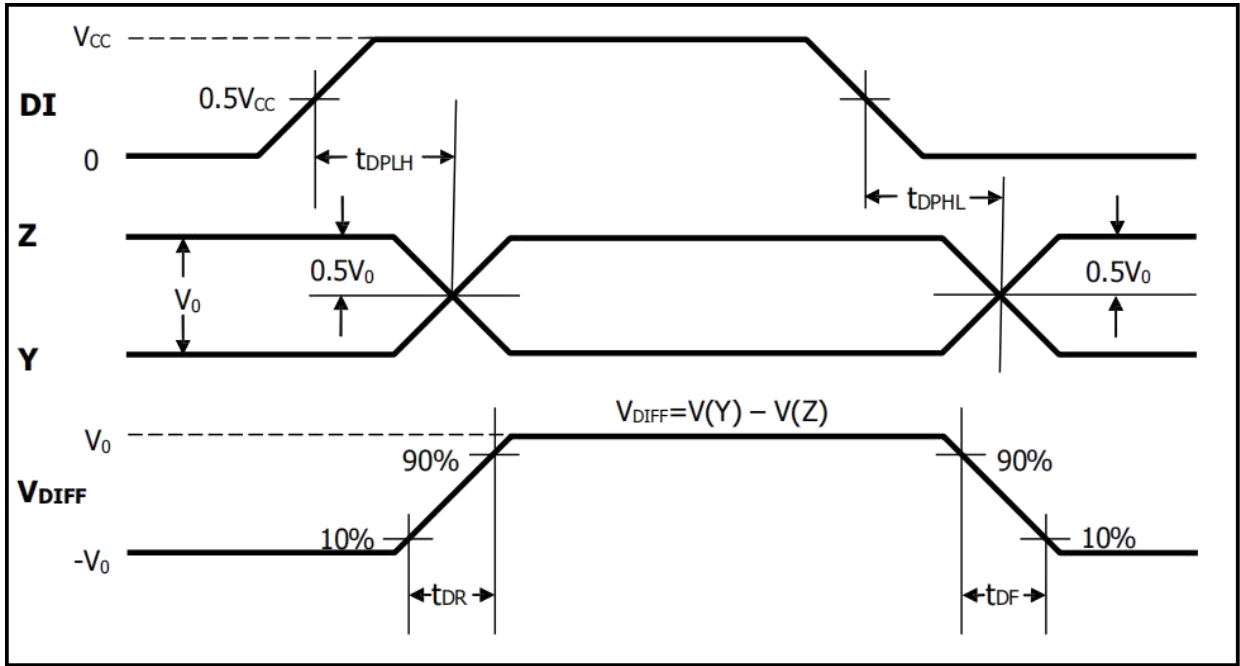 VCC
DI
0.5VCC
0
tDPLH
tDPHL
Z
0.5V0
0.5V0
V0
Y
VDIFF=V(Y) – V(Z)
V0
90%
90%
VDIFF
10%
10%
-V0
tDR
tDF